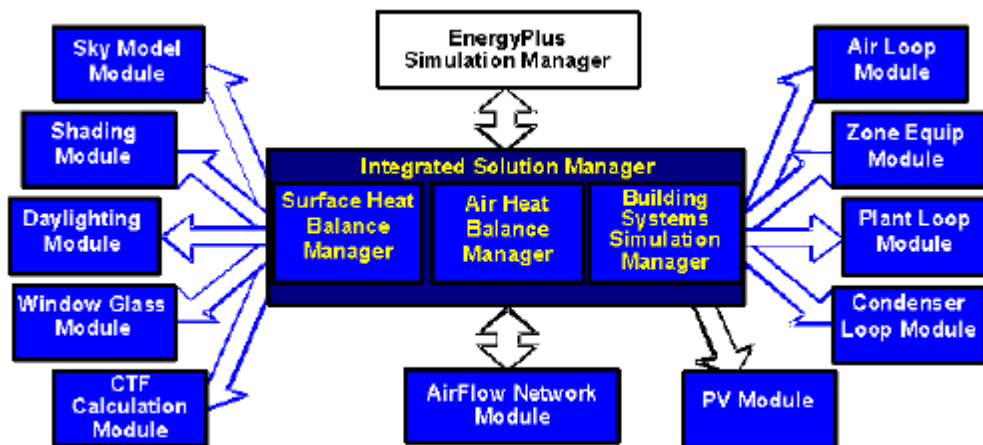 EnergyPlus
Simulation Manager
Sky Model
Module
Shading
Module
Daylighting
Module
Window Glass
Module
CTF
Calculation
Module
Integrated Solution Manager
Surface Heat
Balance
Manager
Air Heat
Balance
Manager
Building
Systems
Simulation
Manager
Air Loop
Module
Zone Equip
Module
Plant Loop
Module
Condenser
Loop Module
AirFlow Network
Module
PV Module